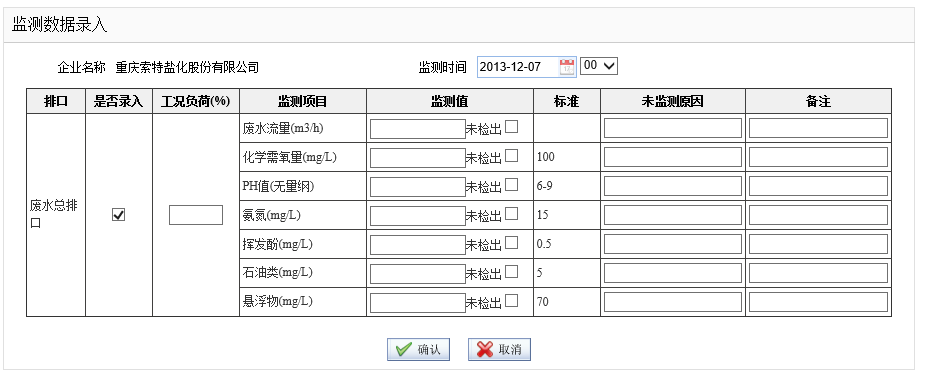 监测数据录入
企业名称 重庆索特盐化股份有限公司 监测时间 2013-12-07 00
排口 是否录入 工况负荷(%) 监测项目 监测值 标准 未监测原因 备注
废水流量(m3/h) 未检出
化学需氧量(mg/L) 未检出 100
PH值(无量纲) 未检出 6-9
废水总排
口
氨氮(mg/L) 未检出 15
挥发酚(mg/L) 未检出 0.5
石油类(mg/L) 未检出 5
悬浮物(mg/L) 未检出 70
确认 取消